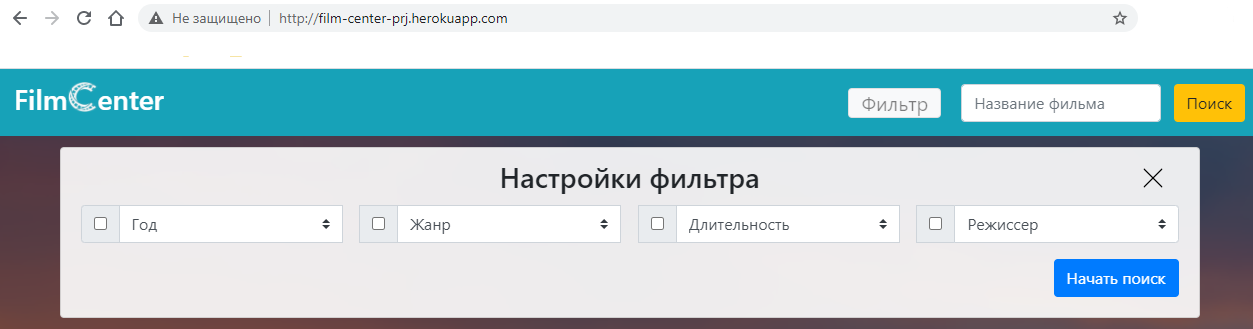 Не защищено http://film-center-prj.herokuapp.com
FilmCenter Фильтр Название фильма Поиск
Настройки фильтра
Год Жанр Длительность Режиссер
Начать поиск